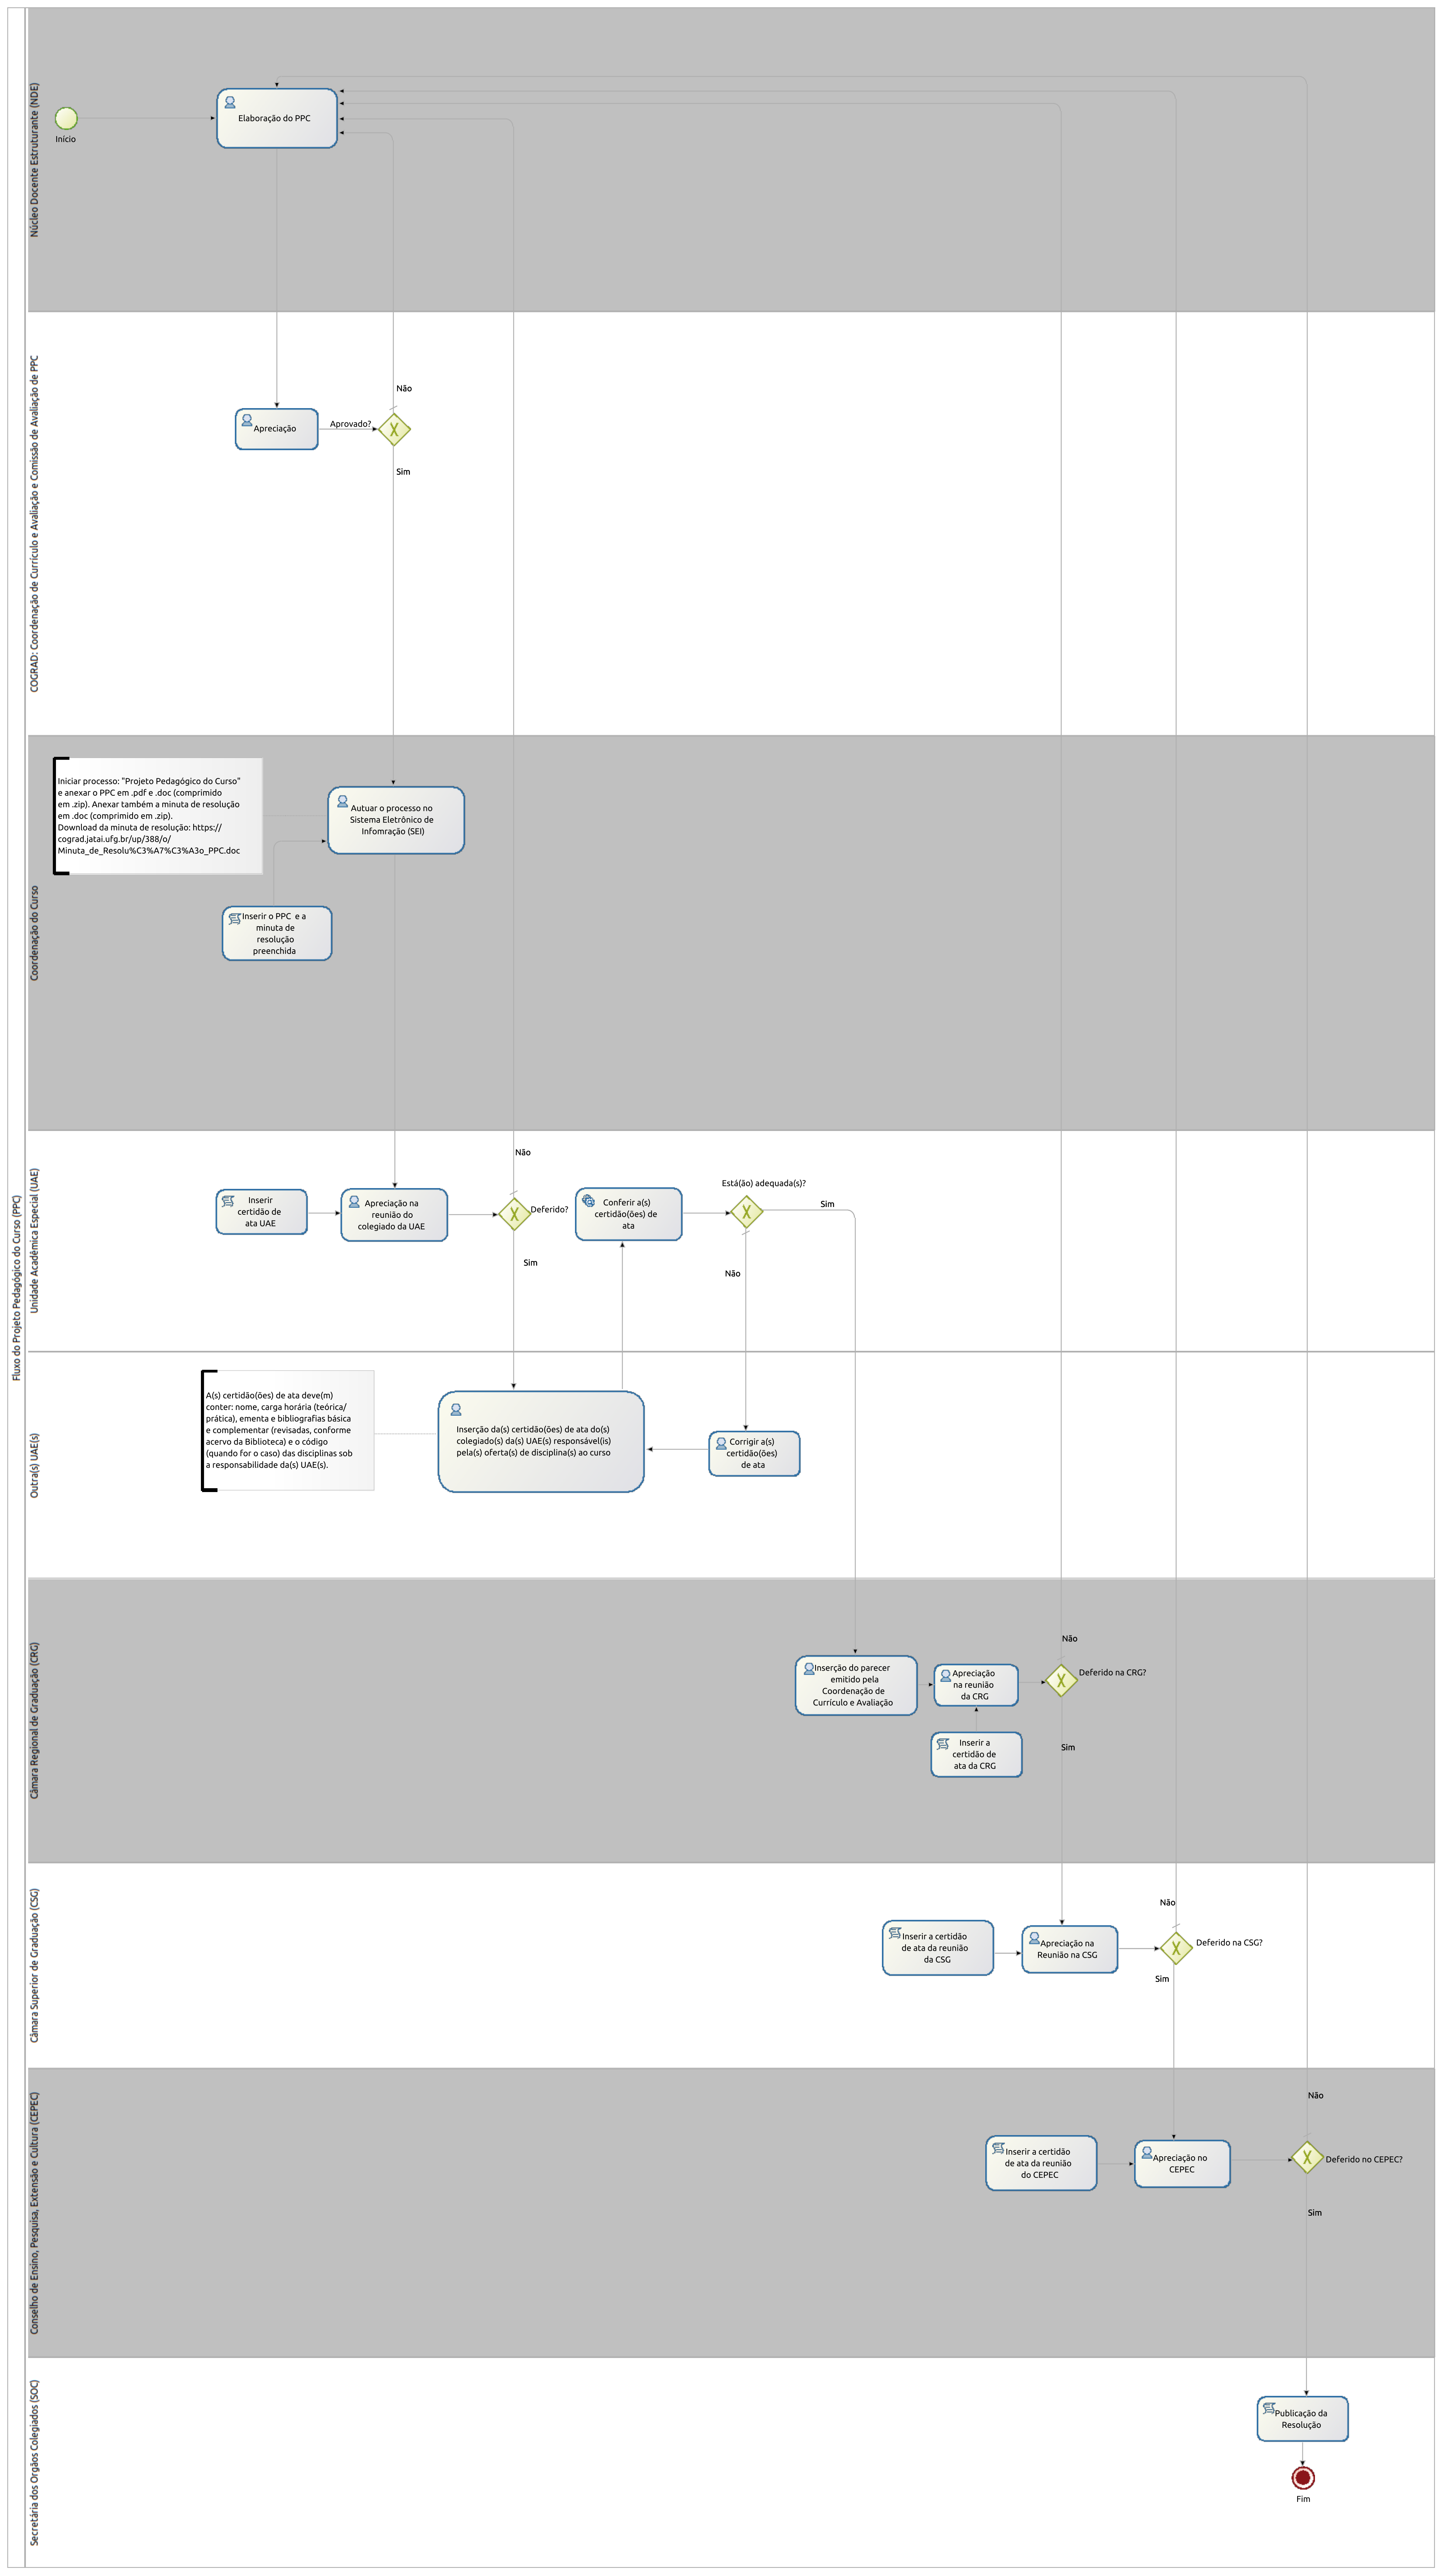 Fluxo do Projeto Pedagógico do Curso (PPC)
Núcleo Docente Estruturante (NDE)
Início
Elaboração do PPC
COGRAD: Coordenação de Currículo e Avaliação e Comissão de Avaliação de PPC
Apreciação
Aprovado?
Não
Sim
Coordenação do Curso
Iniciar processo: "Projeto Pedagógico do Curso"
e anexar o PPC em .pdf e .doc (comprimido
em .zip). Anexar também a minuta de resolução
em .doc (comprimido em .zip).
Download da minuta de resolução: https://
cograd.jatai.ufg.br/up/388/o/
Minuta_de_Resolu%C3%A7%C3%A3o_PPC.doc
Autuar o processo no
Sistema Eletrônico de
Infomração (SEI)
Inserir o PPC e a
minuta de
resolução
preenchida
Unidade Acadêmica Especial (UAE)
Inserir
certidão de
ata UAE
Apreciação na
reunião do
colegiado da UAE
Não
Deferido?
Sim
Conferir a(s)
certidão(ões) de
ata
Está(ão) adequada(s)?
Sim
Não
Outra(s) UAE(s)
A(s) certidão(ões) de ata deve(m)
conter: nome, carga horária (teórica/
prática), ementa e bibliografias básica
e complementar (revisadas, conforme
acervo da Biblioteca) e o código
(quando for o caso) das disciplinas sob
a responsabilidade da(s) UAE(s).
Inserção da(s) certidão(ões) de ata do(s)
colegiado(s) da(s) UAE(s) responsável(is)
pela(s) oferta(s) de disciplina(s) ao curso
Corrigir a(s)
certidão(ões)
de ata
Câmara Regional de Graduação (CRG)
Inserção do parecer
emitido pela
Coordenação de
Currículo e Avaliação
Apreciação
na reunião
da CRG
Inserir a
certidão de
ata da CRG
Não
Deferido na CRG?
Sim
Câmara Superior de Graduação (CSG)
Inserir a certidão
de ata da reunião
da CSG
Apreciação na
Reunião na CSG
Não
Deferido na CSG?
Sim
Conselho de Ensino, Pesquisa, Extensão e Cultura (CEPEC)
Inserir a certidão
de ata da reunião
do CEPEC
Apreciação no
CEPEC
Não
Deferido no CEPEC?
Sim
Secretária dos Orgãos Colegiados (SOC)
Publicação da
Resolução
Fim